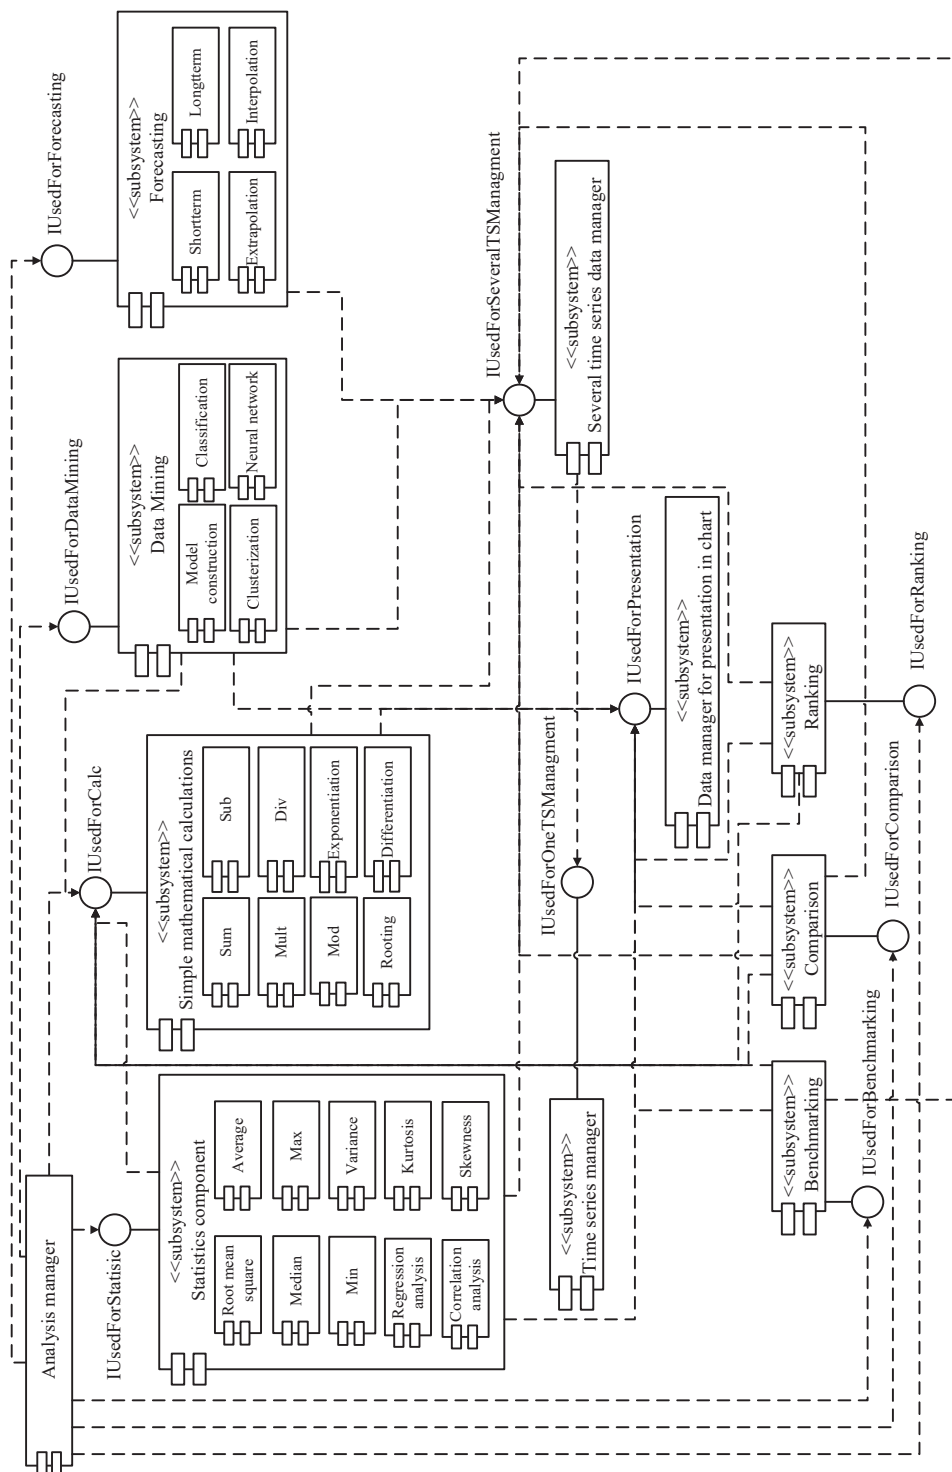 Analysis manager
IUsedForStatisic
<<subsystem>>
Statistics component
Root mean
square
Average
Median
Max
Min
Variance
Regression
analysis
Kurtosis
Correlation
analysis
Skewness
IUsedForCalc
<<subsystem>>
Simple mathematical calculations
Sum
Sub
Mult
Div
Mod
Exponentiation
Rooting
Differentiation
IUsedForDataMining
<<subsystem>>
Data Mining
Model
construction
Classification
Clusterization
Neural network
IUsedForForecasting
<<subsystem>>
Forecasting
Shortterm
Longtterm
Extrapolation
Interpolation
IUsedForSeveralTSManagment
<<subsystem>>
Several time series data manager
IUsedForOneTSManagment
<<subsystem>>
Time series manager
IUsedForPresentation
<<subsystem>>
Data manager for presentation in chart
<<subsystem>>
Benchmarking
IUsedForBenchmarking
<<subsystem>>
Comparison
IUsedForComparison
<<subsystem>>
Ranking
IUsedForRanking